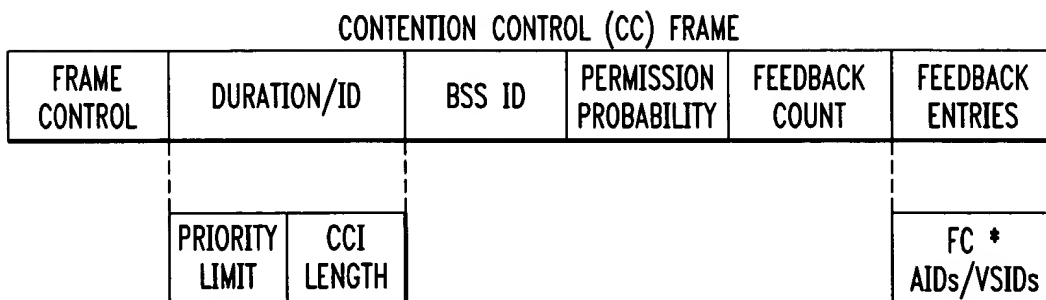 CONTENTION CONTROL (CC) FRAME
FRAME
CONTROL
DURATION/ID
BSS ID
PERMISSION
PROBABILITY
FEEDBACK
COUNT
FEEDBACK
ENTRIES
PRIORITY
LIMIT
CCI
LENGTH
FC *
AIDs/VSIDs